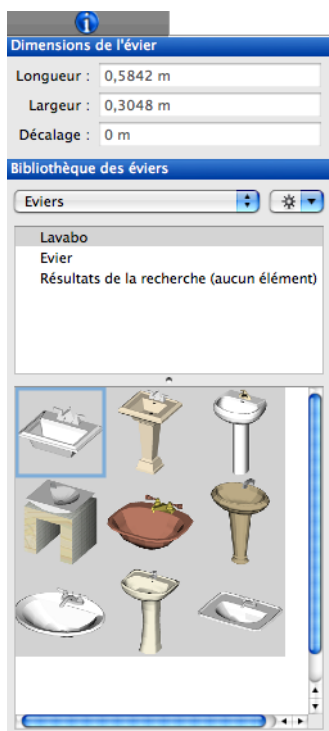 Dimensions de l'évier
Longueur : 0,5842 m
Largeur : 0,3048 m
Décalage : 0 m
Bibliothèque des éviers
Eviers
Lavabo
Evier
Résultats de la recherche (aucun élément)